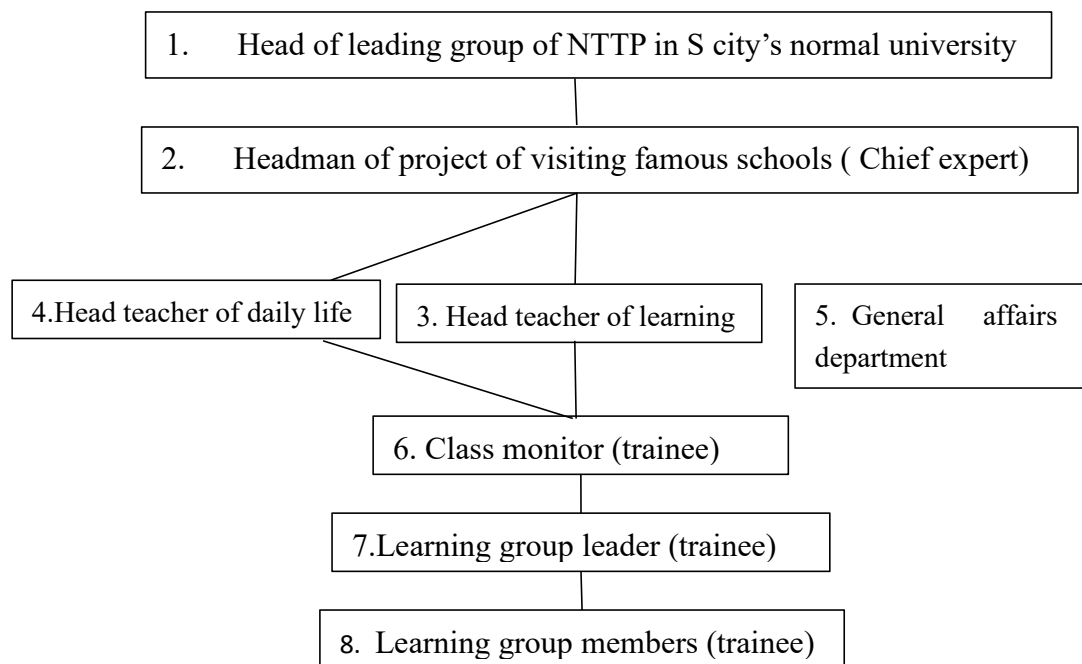 1. Head of leading group of NTTP in S city's normal university
2. Headman of project of visiting famous schools ( Chief expert)
4.Head teacher of daily life
3. Head teacher of learning
5. General affairs
department
6. Class monitor (trainee)
7.Learning group leader (trainee)
8. Learning group members (trainee)